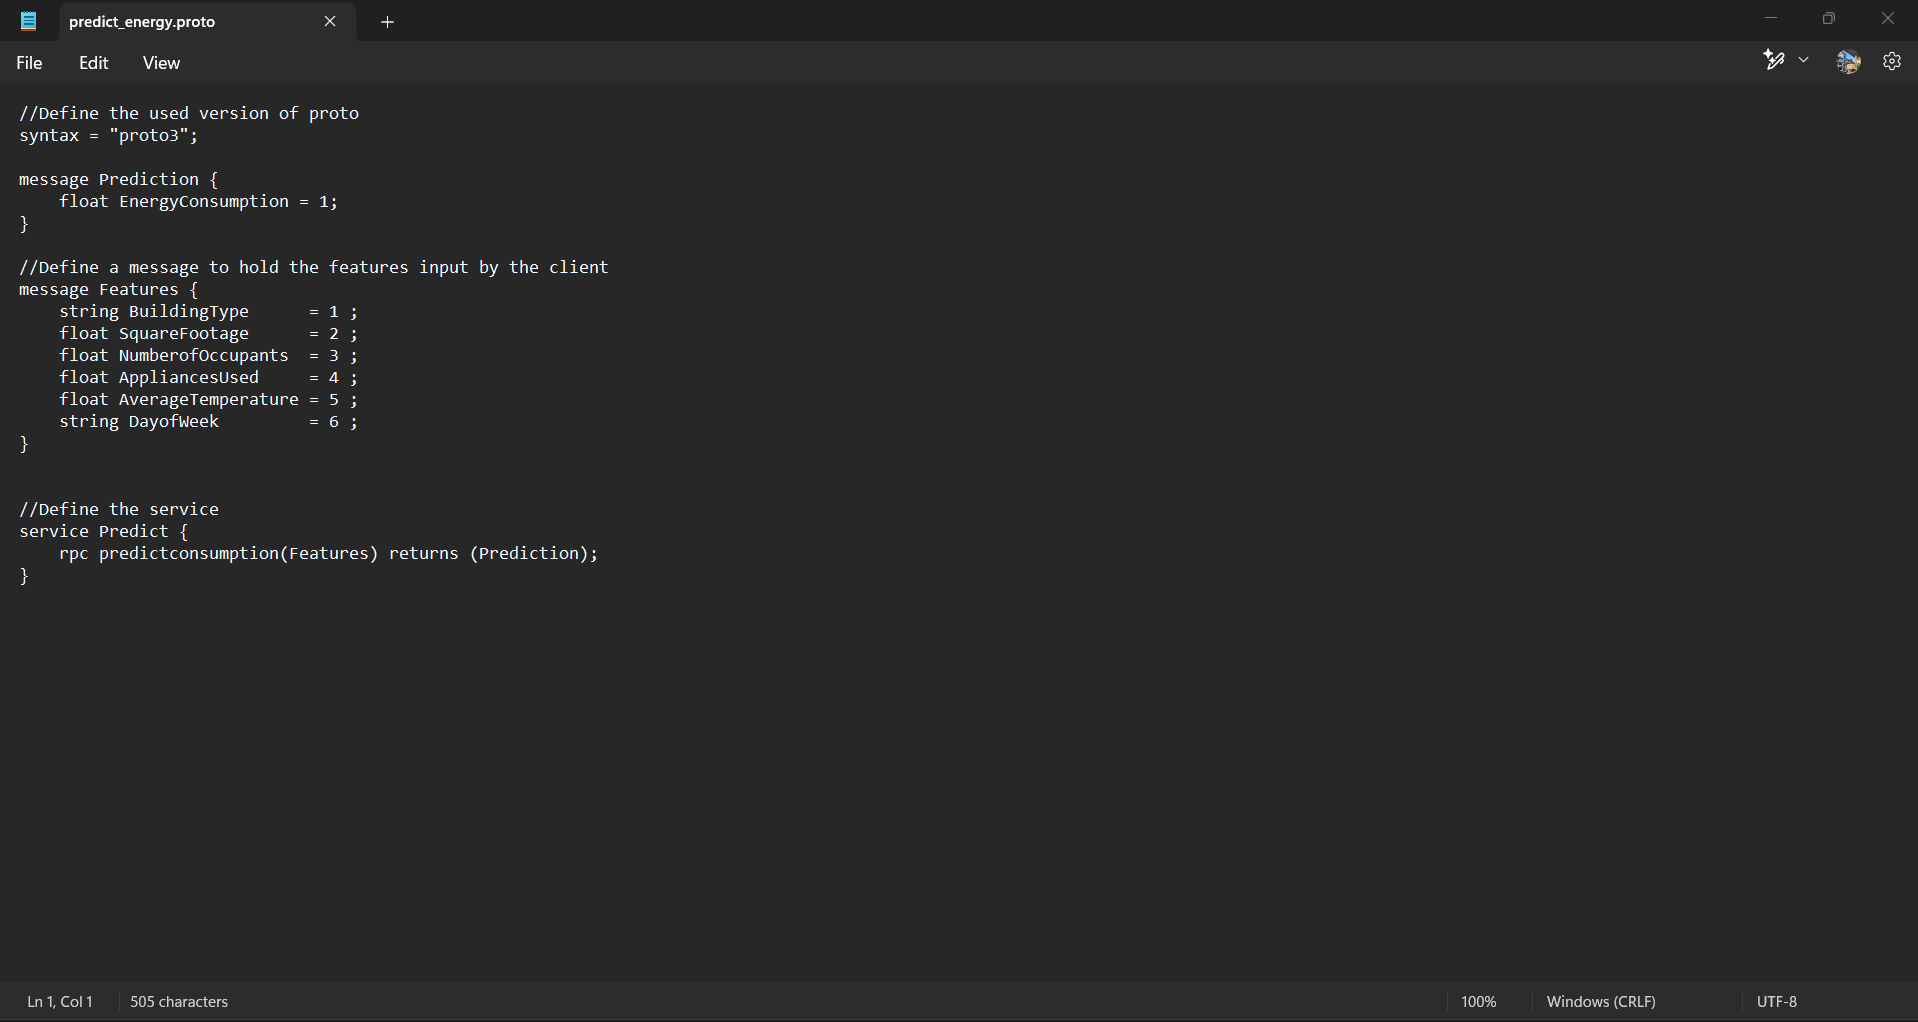 predict_energy.proto
File Edit View
//Define the used version of proto
syntax = "proto3";
message Prediction {
    float EnergyConsumption = 1;
}
//Define a message to hold the features input by the client
message Features {
    string BuildingType      = 1 ;
    float SquareFootage      = 2 ;
    float NumberofOccupants  = 3 ;
    float AppliancesUsed     = 4 ;
    float AverageTemperature = 5 ;
    string DayofWeek         = 6 ;
}
//Define the service
service Predict {
    rpc predictconsumption(Features) returns (Prediction);
}
Ln 1, Col 1 505 characters 100% Windows (CRLF) UTF-8